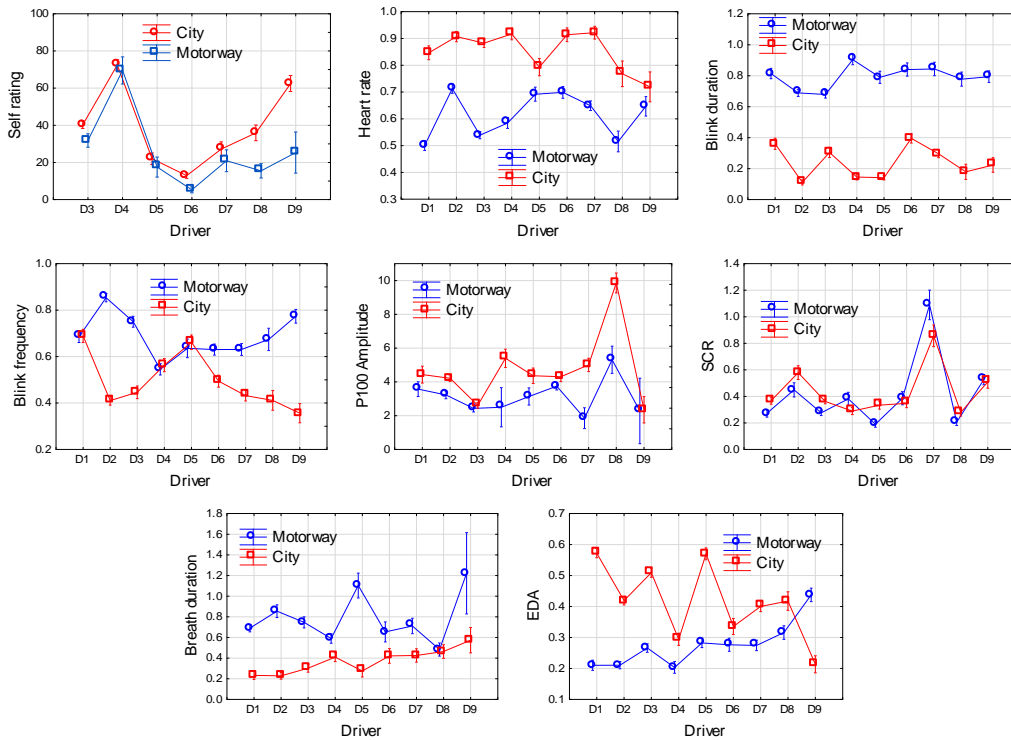 100
80
60
40
20
0
Self rating
City
Motorway
D3 D4 D5 D6 D7 D8 D9
Driver
1.0
0.9
0.8
0.7
0.6
0.5
0.4
0.3
Heart rate
Motorway
City
D1 D2 D3 D4 D5 D6 D7 D8 D9
Driver
1.0
0.8
0.6
0.4
0.2
0.0
Blink duration
Motorway
City
D1 D2 D3 D4 D5 D6 D7 D8 D9
Driver
1.0
0.8
0.6
0.4
0.2
Blink frequency
Motorway
City
D1 D2 D3 D4 D5 D6 D7 D8 D9
Driver
10
8
6
4
2
0
P100 Amplitude
Motorway
City
D1 D2 D3 D4 D5 D6 D7 D8 D9
Driver
1.4
1.2
1.0
0.8
0.6
0.4
0.2
0.0
SCR
Motorway
City
D1 D2 D3 D4 D5 D6 D7 D8 D9
Driver
1.8
1.6
1.4
1.2
1.0
0.8
0.6
0.4
0.2
0.0
Breath duration
Motorway
City
D1 D2 D3 D4 D5 D6 D7 D8 D9
Driver
0.7
0.6
0.5
0.4
0.3
0.2
0.1
EDA
Motorway
City
D1 D2 D3 D4 D5 D6 D7 D8 D9
Driver